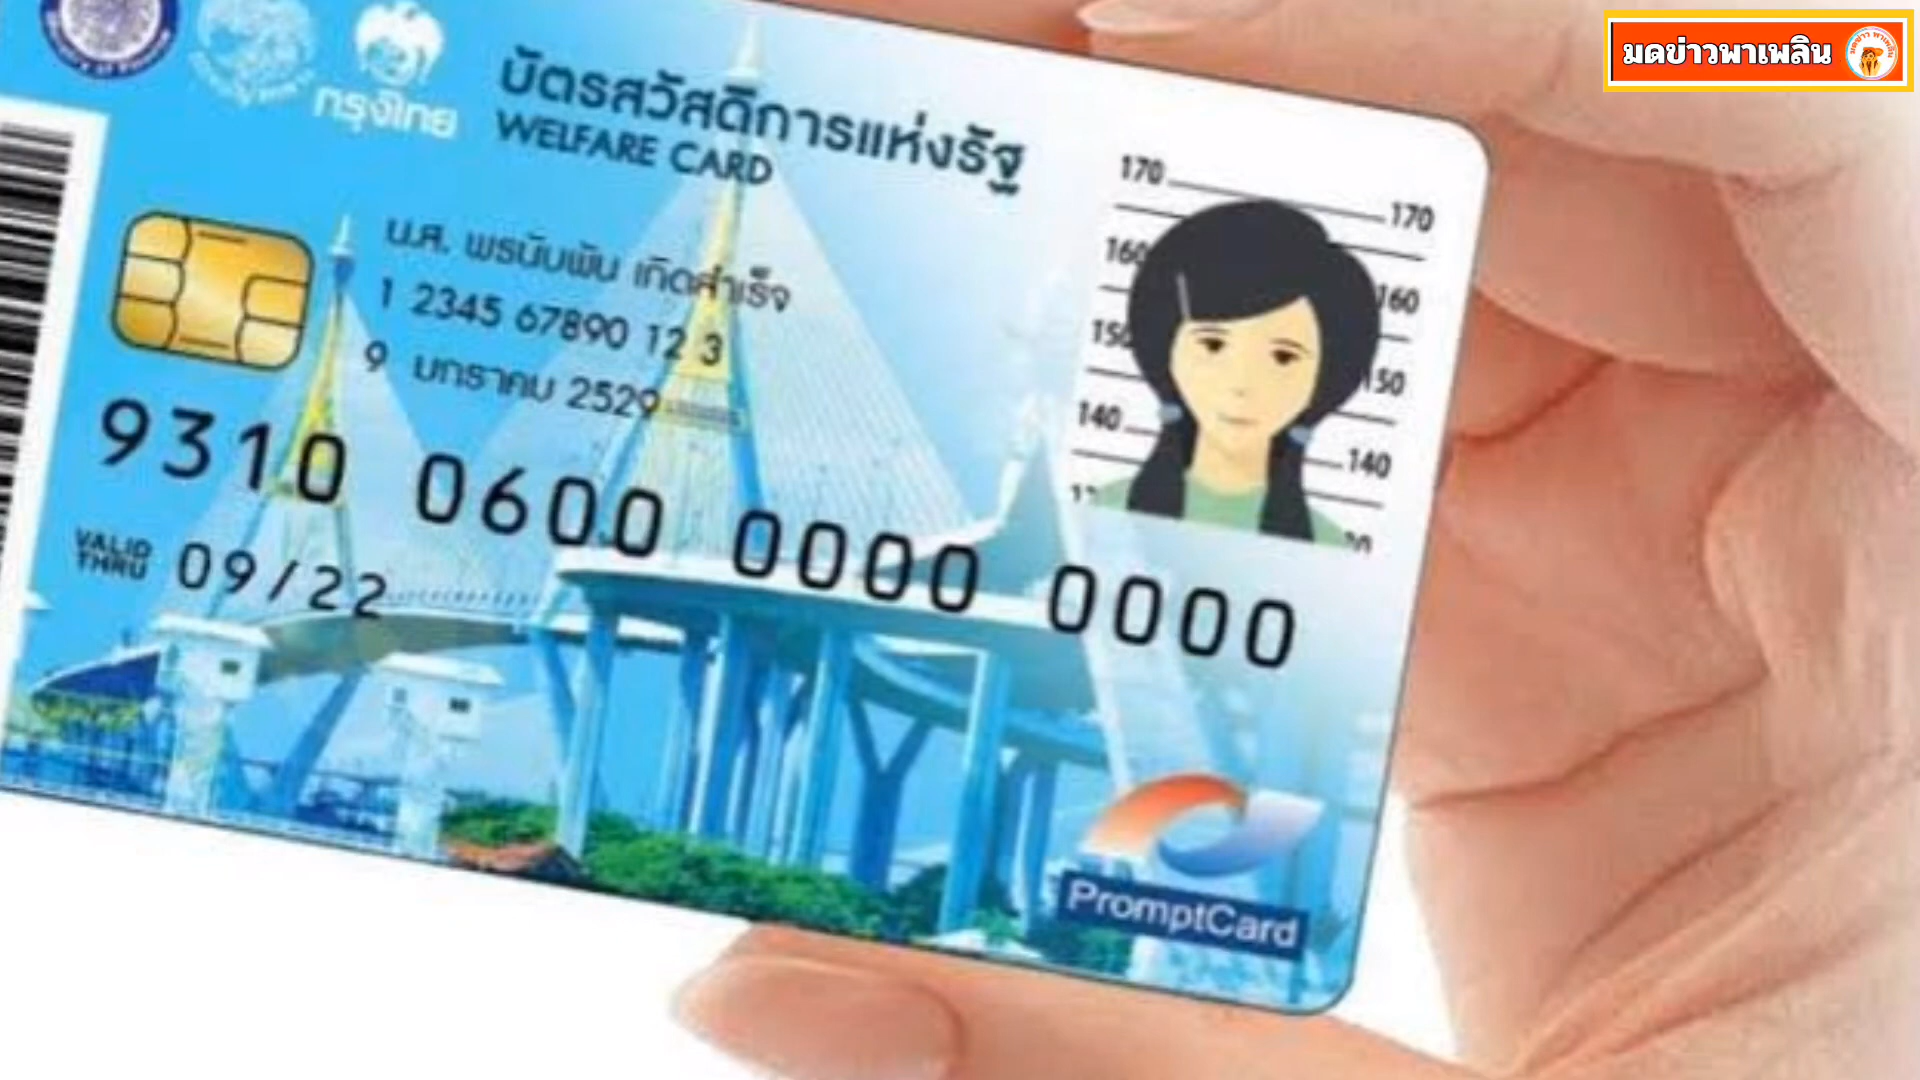 มดข่าวพาเพลิน
กรุงไทย
บัตรสวัสดิการแห่งรัฐ
WELFARE CARD
น.ส. พรนับพัน เกิดสำเร็จ
1 2345 67890 12 3
9 มกราคม 2529
9310 0600 0000 0000
VALID
THRU 09/22
170 170
160 160
150 150
140 140
PromptCard